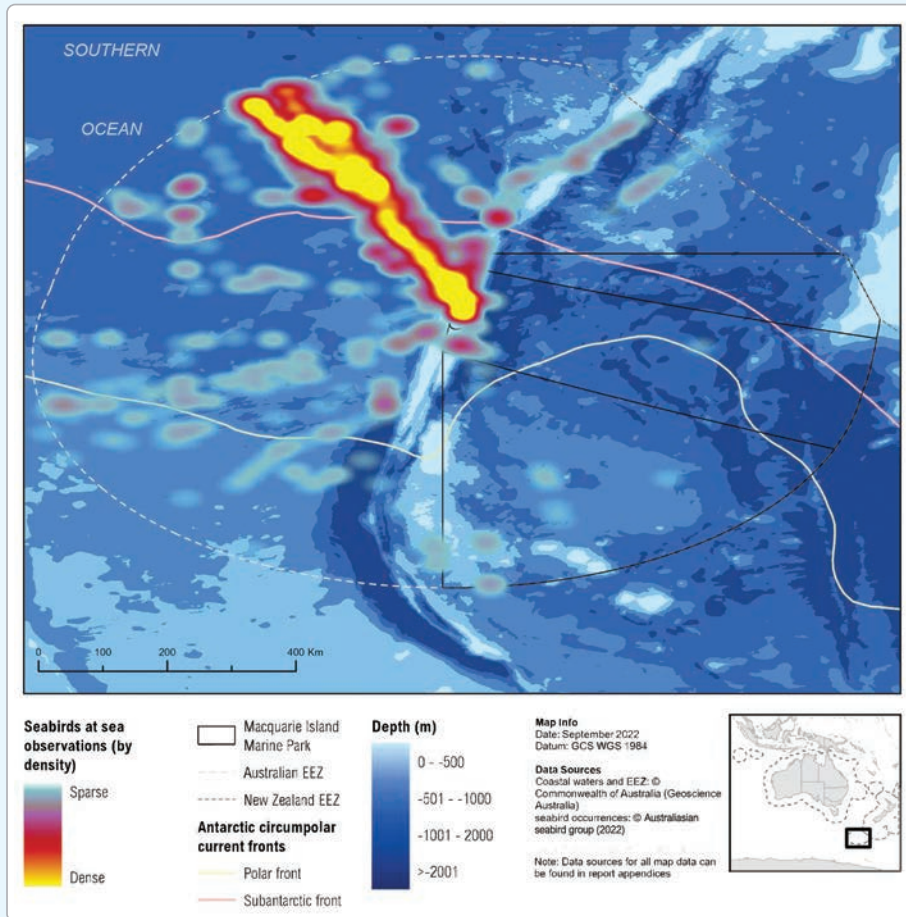 SOUTHERN
OCEAN
0 200 400 Km
Seabirds at sea
observations (by
density)
Sparse
Dense
Macquarie Island
Marine Park
Australian EEZ
New Zealand EEZ
Antarctic circumpolar
current fronts
Polar front
Subantarctic front
Depth (m)
0 - -500
-501 - -1000
-1001 - -2000
>-2001
Map Info
Date: September 2022
Datum: GCS WGS 1984
Data Sources
Coastal waters and EEZ: ©
Commonwealth of Australia (Geoscience
Australia)
seabird occurrences: © Australiasian
seabird group (2022)
Note: Data sources for all map data can
be found in report appendices